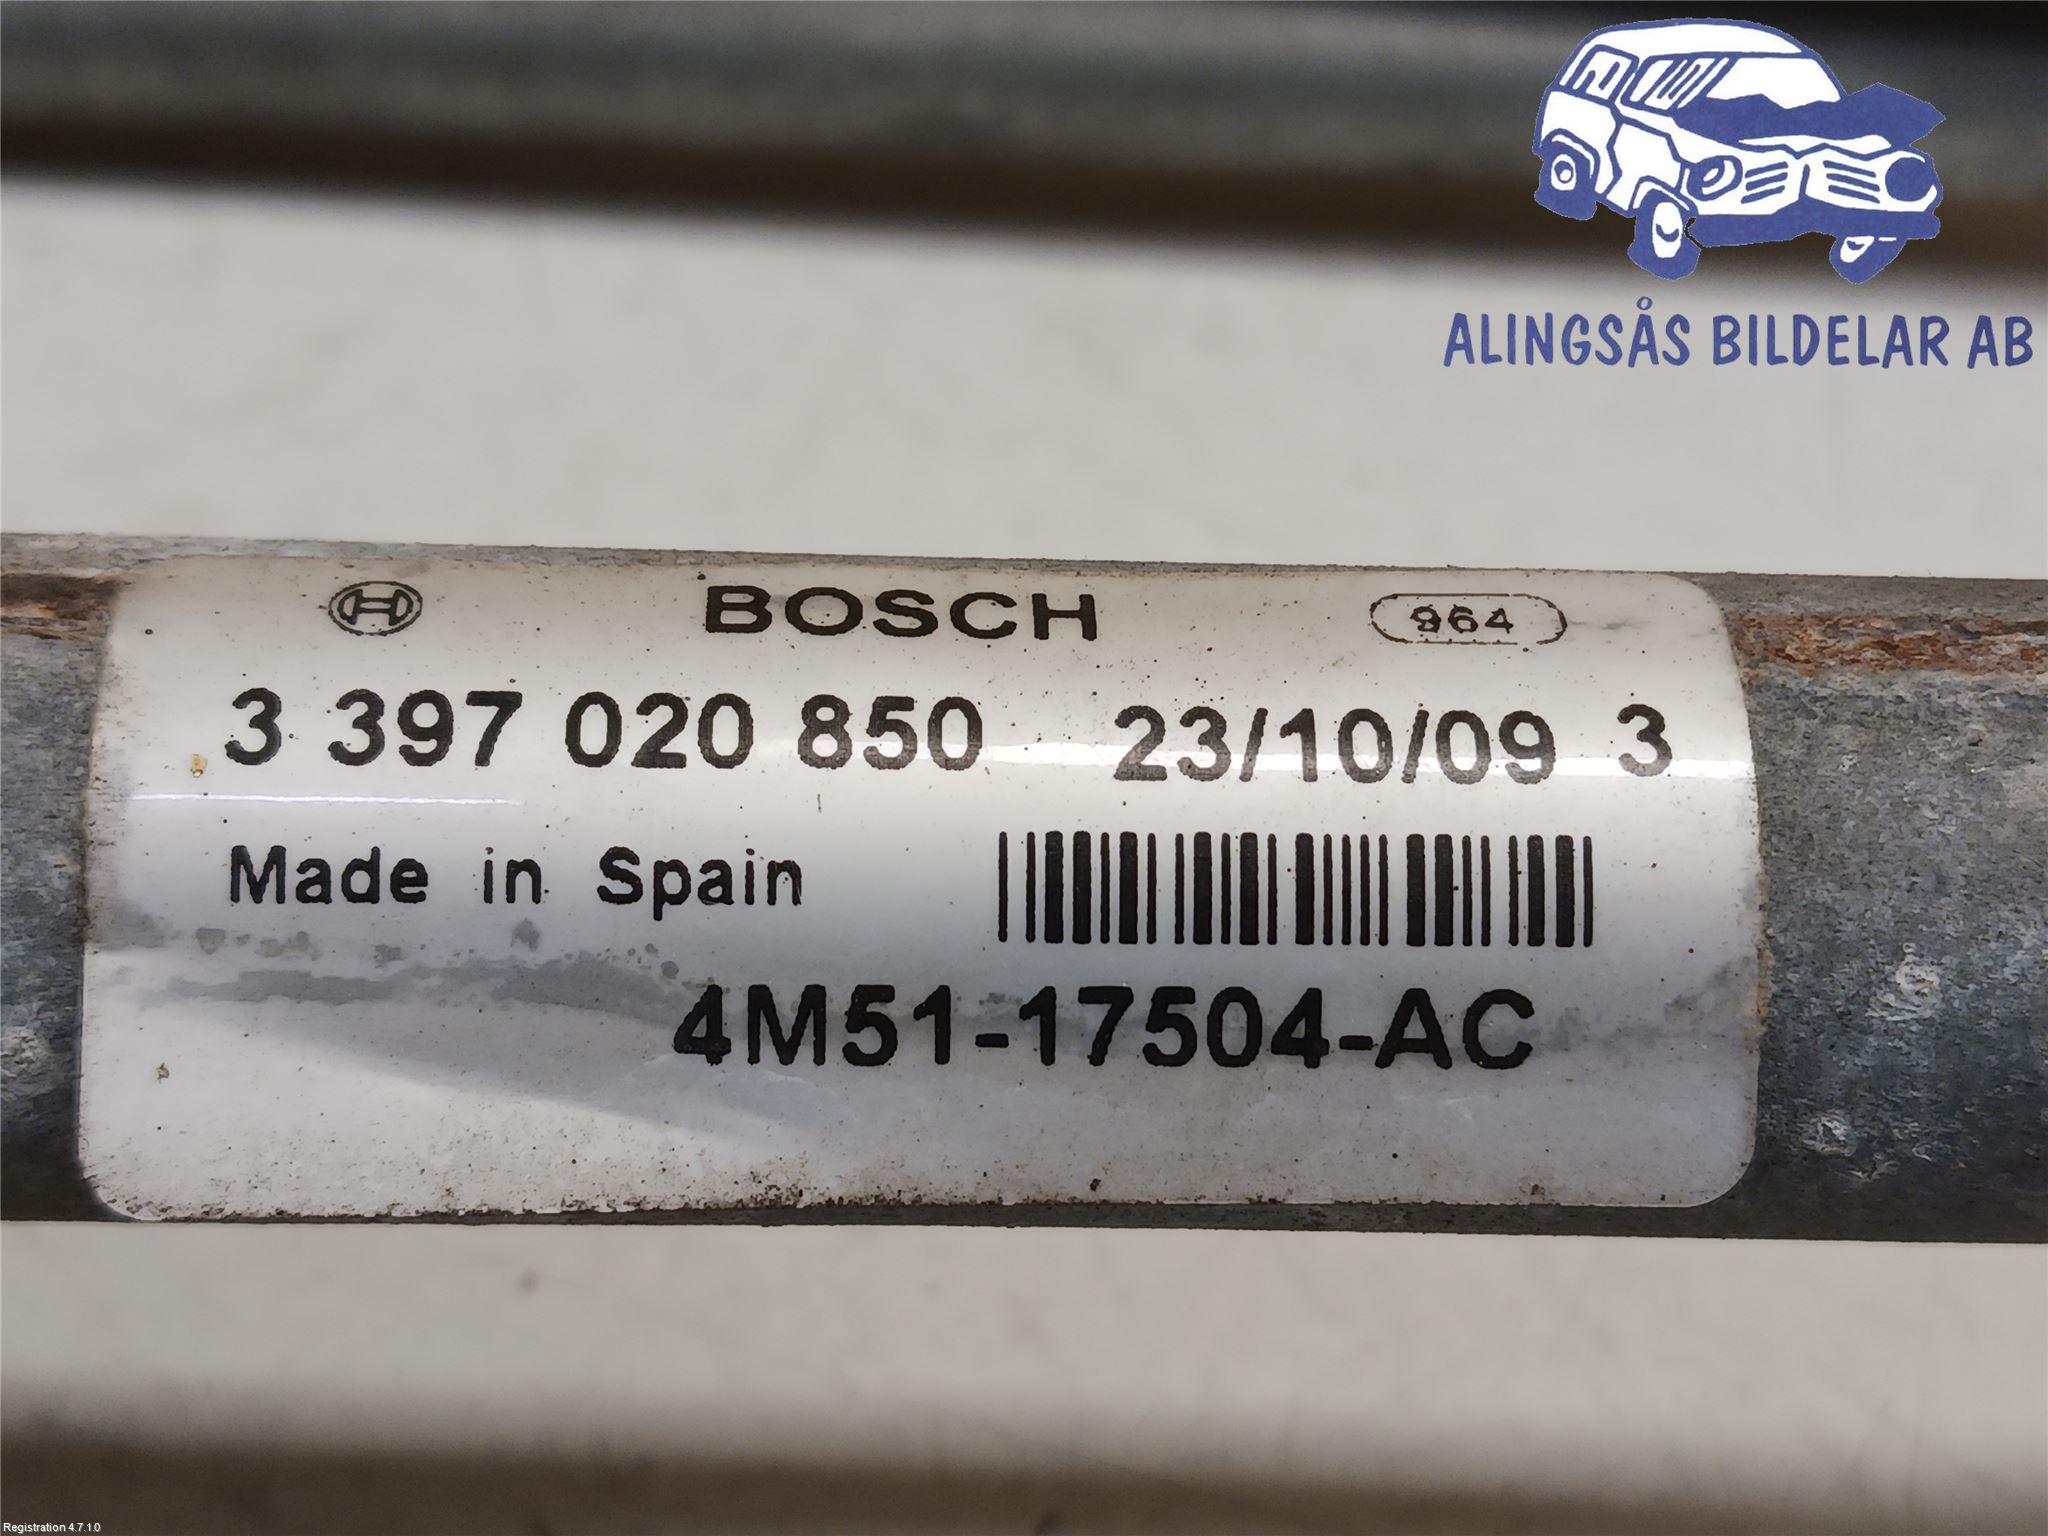 ALINGSÅS BILDELAR AB
BOSCH 964
3 397 020 850 23/10/09 3
Made in Spain
4M51-17504-AC
Registration 4.7.1.0